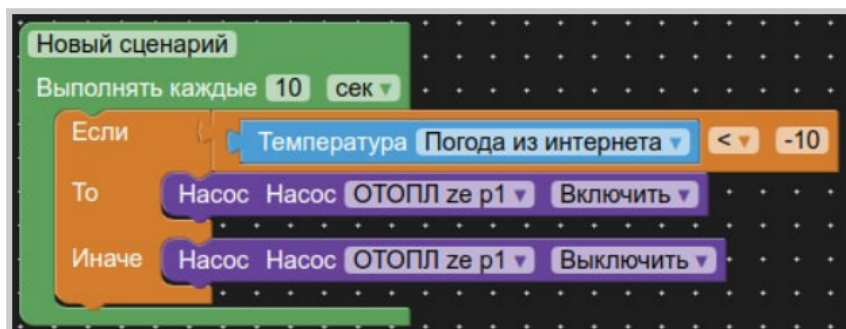 Новый сценарий
Выполнять каждые 10 сек
Если Температура Погода из интернета < -10
То Насос Насос ОТОПЛ ze p1 Включить
Иначе Насос Насос ОТОПЛ ze p1 Выключить